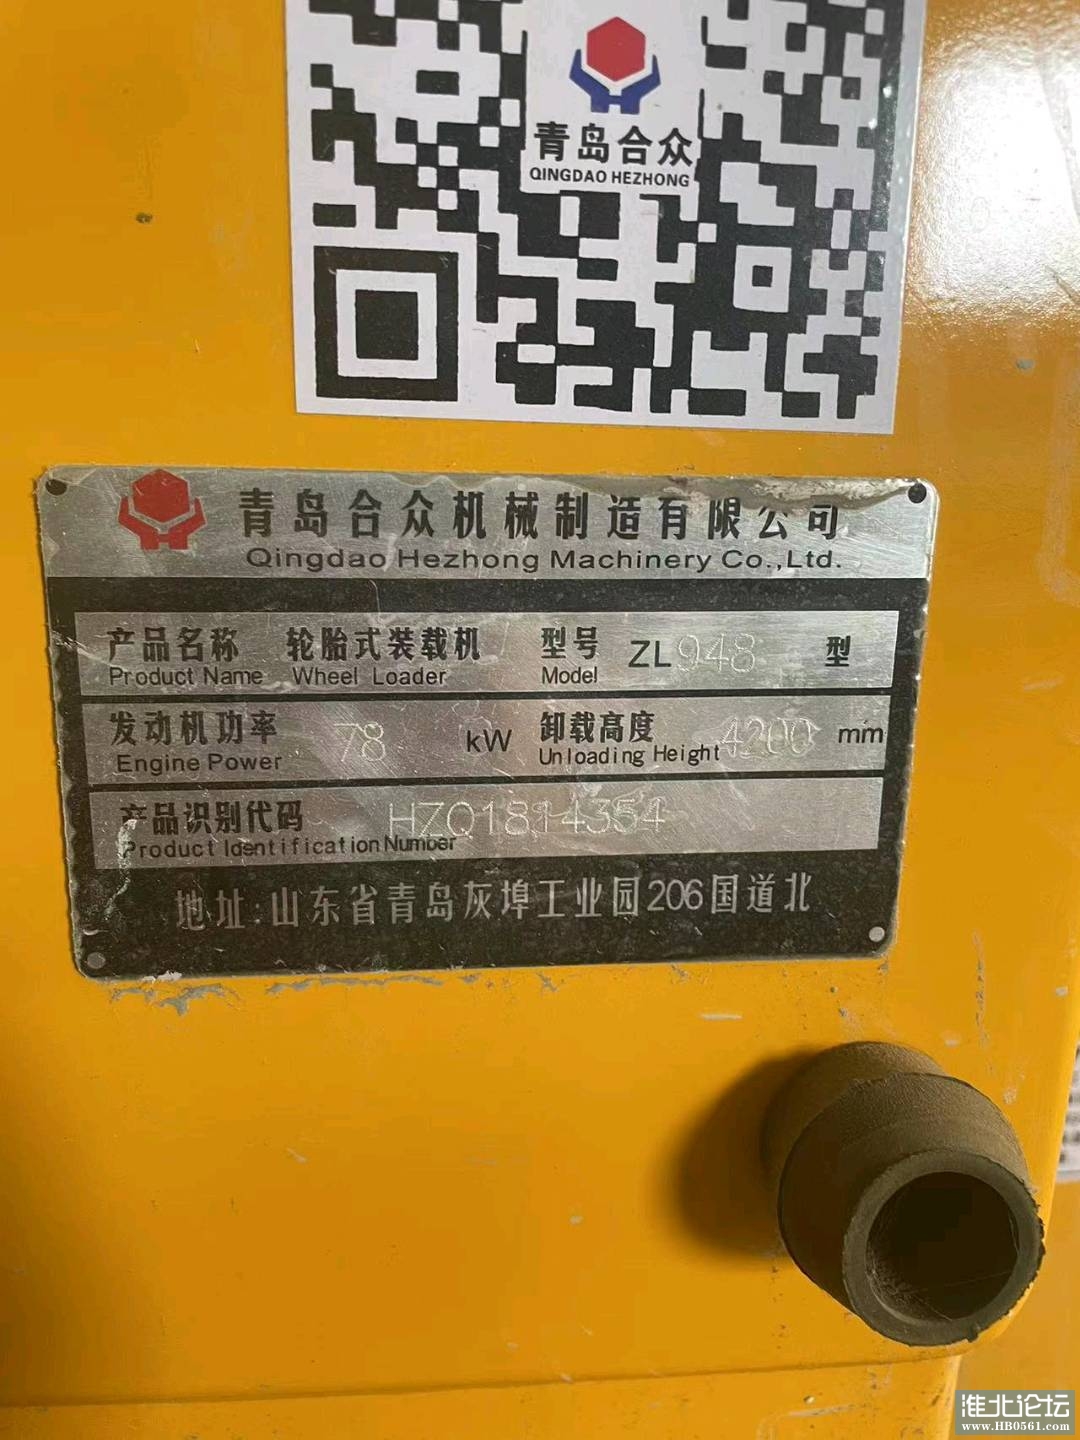 青岛合众
QINGDAO HEZHONG
青岛合众机械制造有限公司
Qingdao Hezhong Machinery Co.,Ltd.
产品名称 轮胎式装载机 型号 ZL948 型
Product Name Wheel Loader Model
发动机功率 78 kW 卸载高度 4200 mm
Engine Power Unloading Height
产品识别代码 HZQ1814354
Product Identification Number
地址:山东省青岛灰埠工业园206国道北
淮北论坛
www.HB0561.com